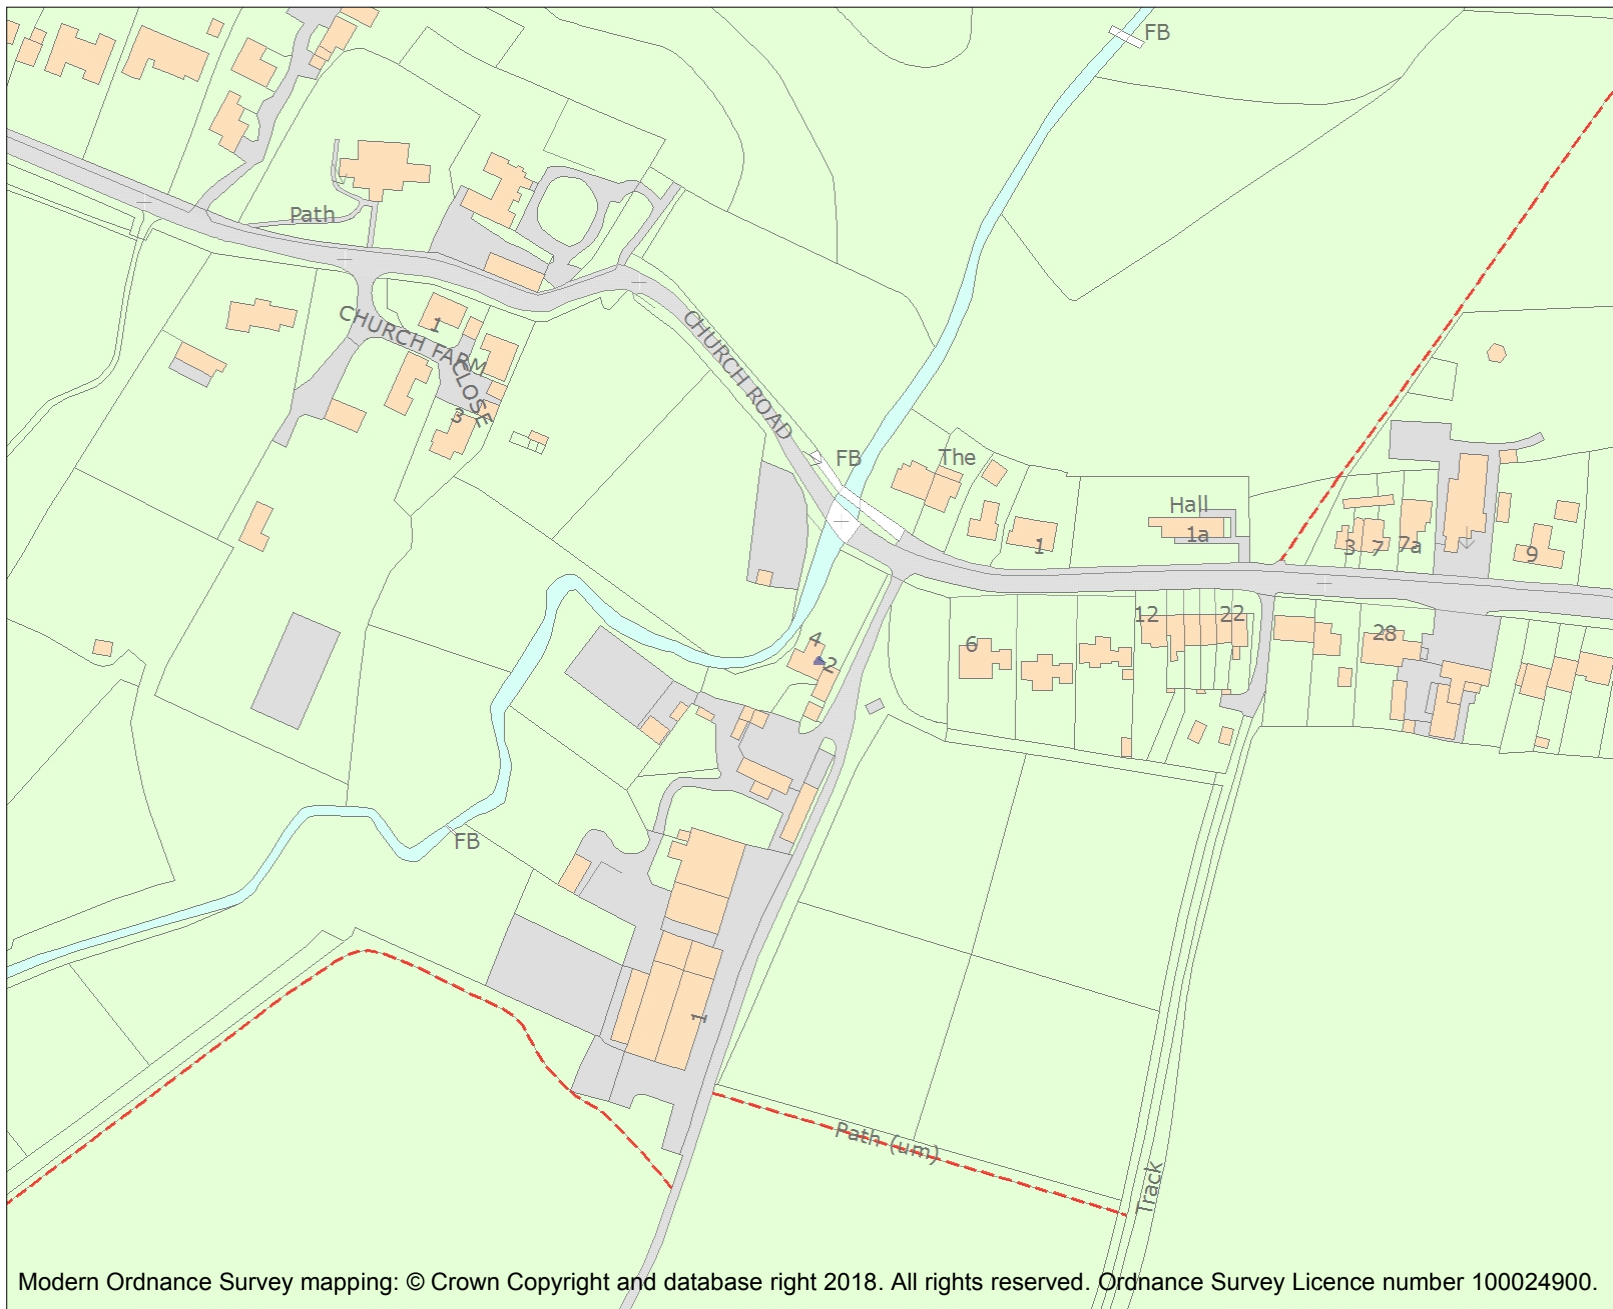 FB
Path
CHURCH FARM
CLOSE
1
3
CHURCH ROAD
FB
The
Hall
1a
1
3
7
7a
9
12
22
28
6
4
2
FB
1
Path (um)
Track
Modern Ordnance Survey mapping: © Crown Copyright and database right 2018. All rights reserved. Ordnance Survey Licence number 100024900.